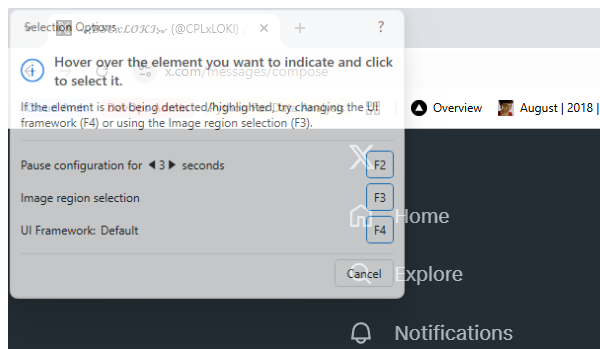 Selection Options
(@CPLxLOKI) /
?
Hover over the element you want to indicate and click
to select it.
x.com/messages/compose
If the element is not being detected/highlighted, try changing the UI
framework (F4) or using the Image region selection (F3).
Overview
August | 2018 |
Pause configuration for 3 seconds
F2
Image region selection
F3
Home
UI Framework: Default
F4
Cancel
Explore
Notifications